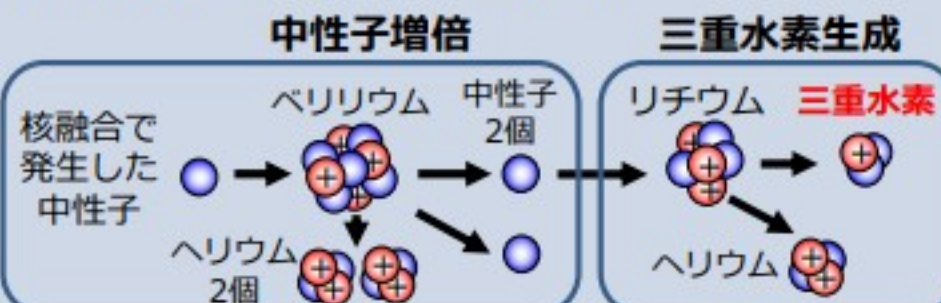 中性子増倍
三重水素生成
核融合で
発生した
中性子
ベリリウム
中性子
2個
ヘリウム
2個
リチウム
三重水素
ヘリウム